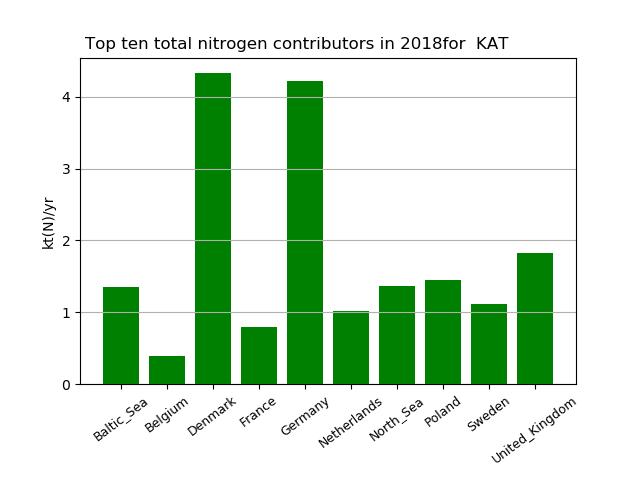 Top ten total nitrogen contributors in 2018for  KAT
kt(N)/yr
4
3
2
1
0
Baltic_Sea
Belgium
Denmark
France
Germany
Netherlands
North_Sea
Poland
Sweden
United_Kingdom